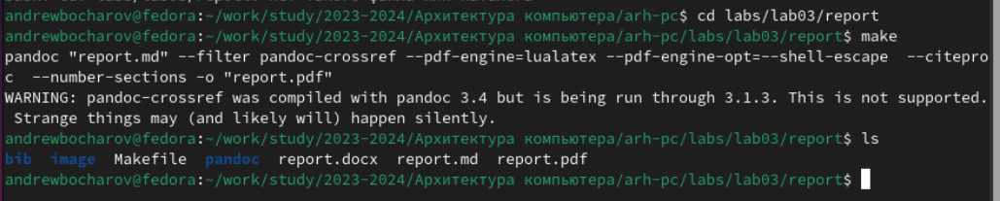 andrewbocharov@fedora:~/work/study/2023-2024/Архитектура компьютера/arh-pc$ cd labs/lab03/report
andrewbocharov@fedora:~/work/study/2023-2024/Архитектура компьютера/arh-pc/labs/lab03/report$ make
pandoc "report.md" --filter pandoc-crossref --pdf-engine=lualatex --pdf-engine-opt=--shell-escape  --citepro
c  --number-sections -o "report.pdf"
WARNING: pandoc-crossref was compiled with pandoc 3.4 but is being run through 3.1.3. This is not supported.
 Strange things may (and likely will) happen silently.
andrewbocharov@fedora:~/work/study/2023-2024/Архитектура компьютера/arh-pc/labs/lab03/report$ ls
bib  image  Makefile  pandoc  report.docx  report.md  report.pdf
andrewbocharov@fedora:~/work/study/2023-2024/Архитектура компьютера/arh-pc/labs/lab03/report$